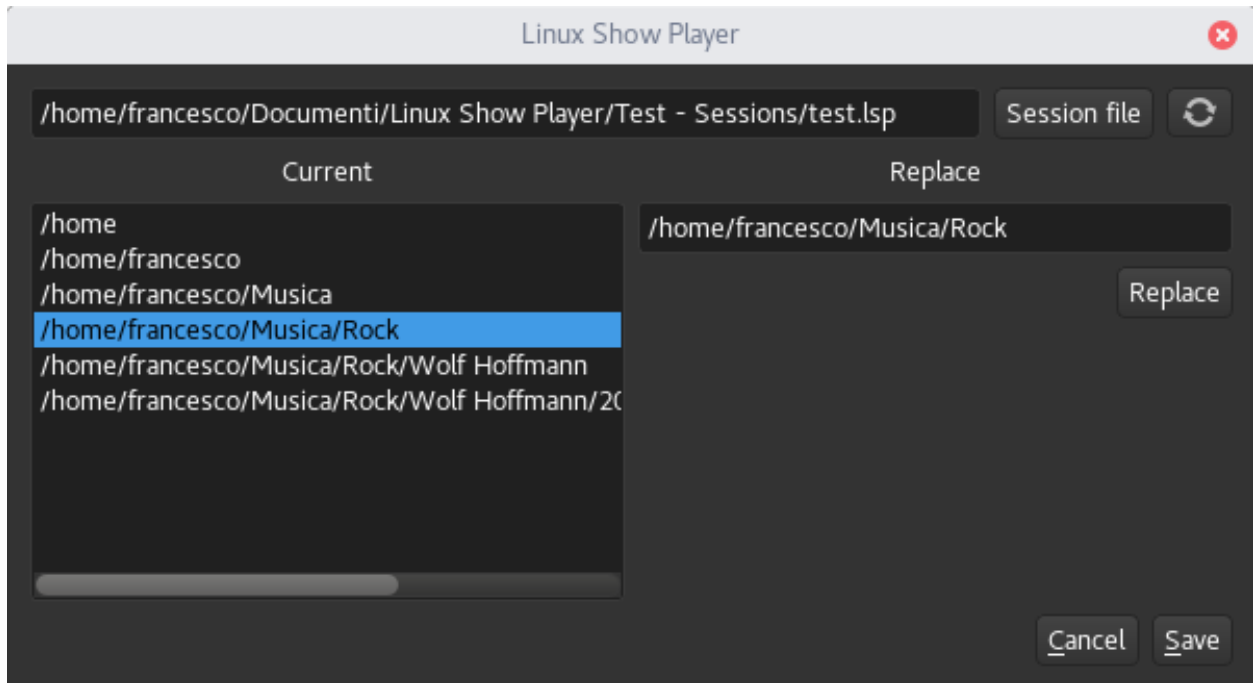 Linux Show Player
/home/francesco/Documenti/Linux Show Player/Test - Sessions/test.lsp
Session file
Current
Replace
/home
/home/francesco
/home/francesco/Musica
/home/francesco/Musica/Rock
/home/francesco/Musica/Rock/Wolf Hoffmann
/home/francesco/Musica/Rock/Wolf Hoffmann/20
/home/francesco/Musica/Rock
Replace
Cancel
Save